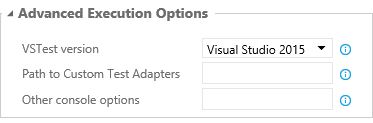 Advanced Execution Options
VSTest version Visual Studio 2015
Path to Custom Test Adapters
Other console options